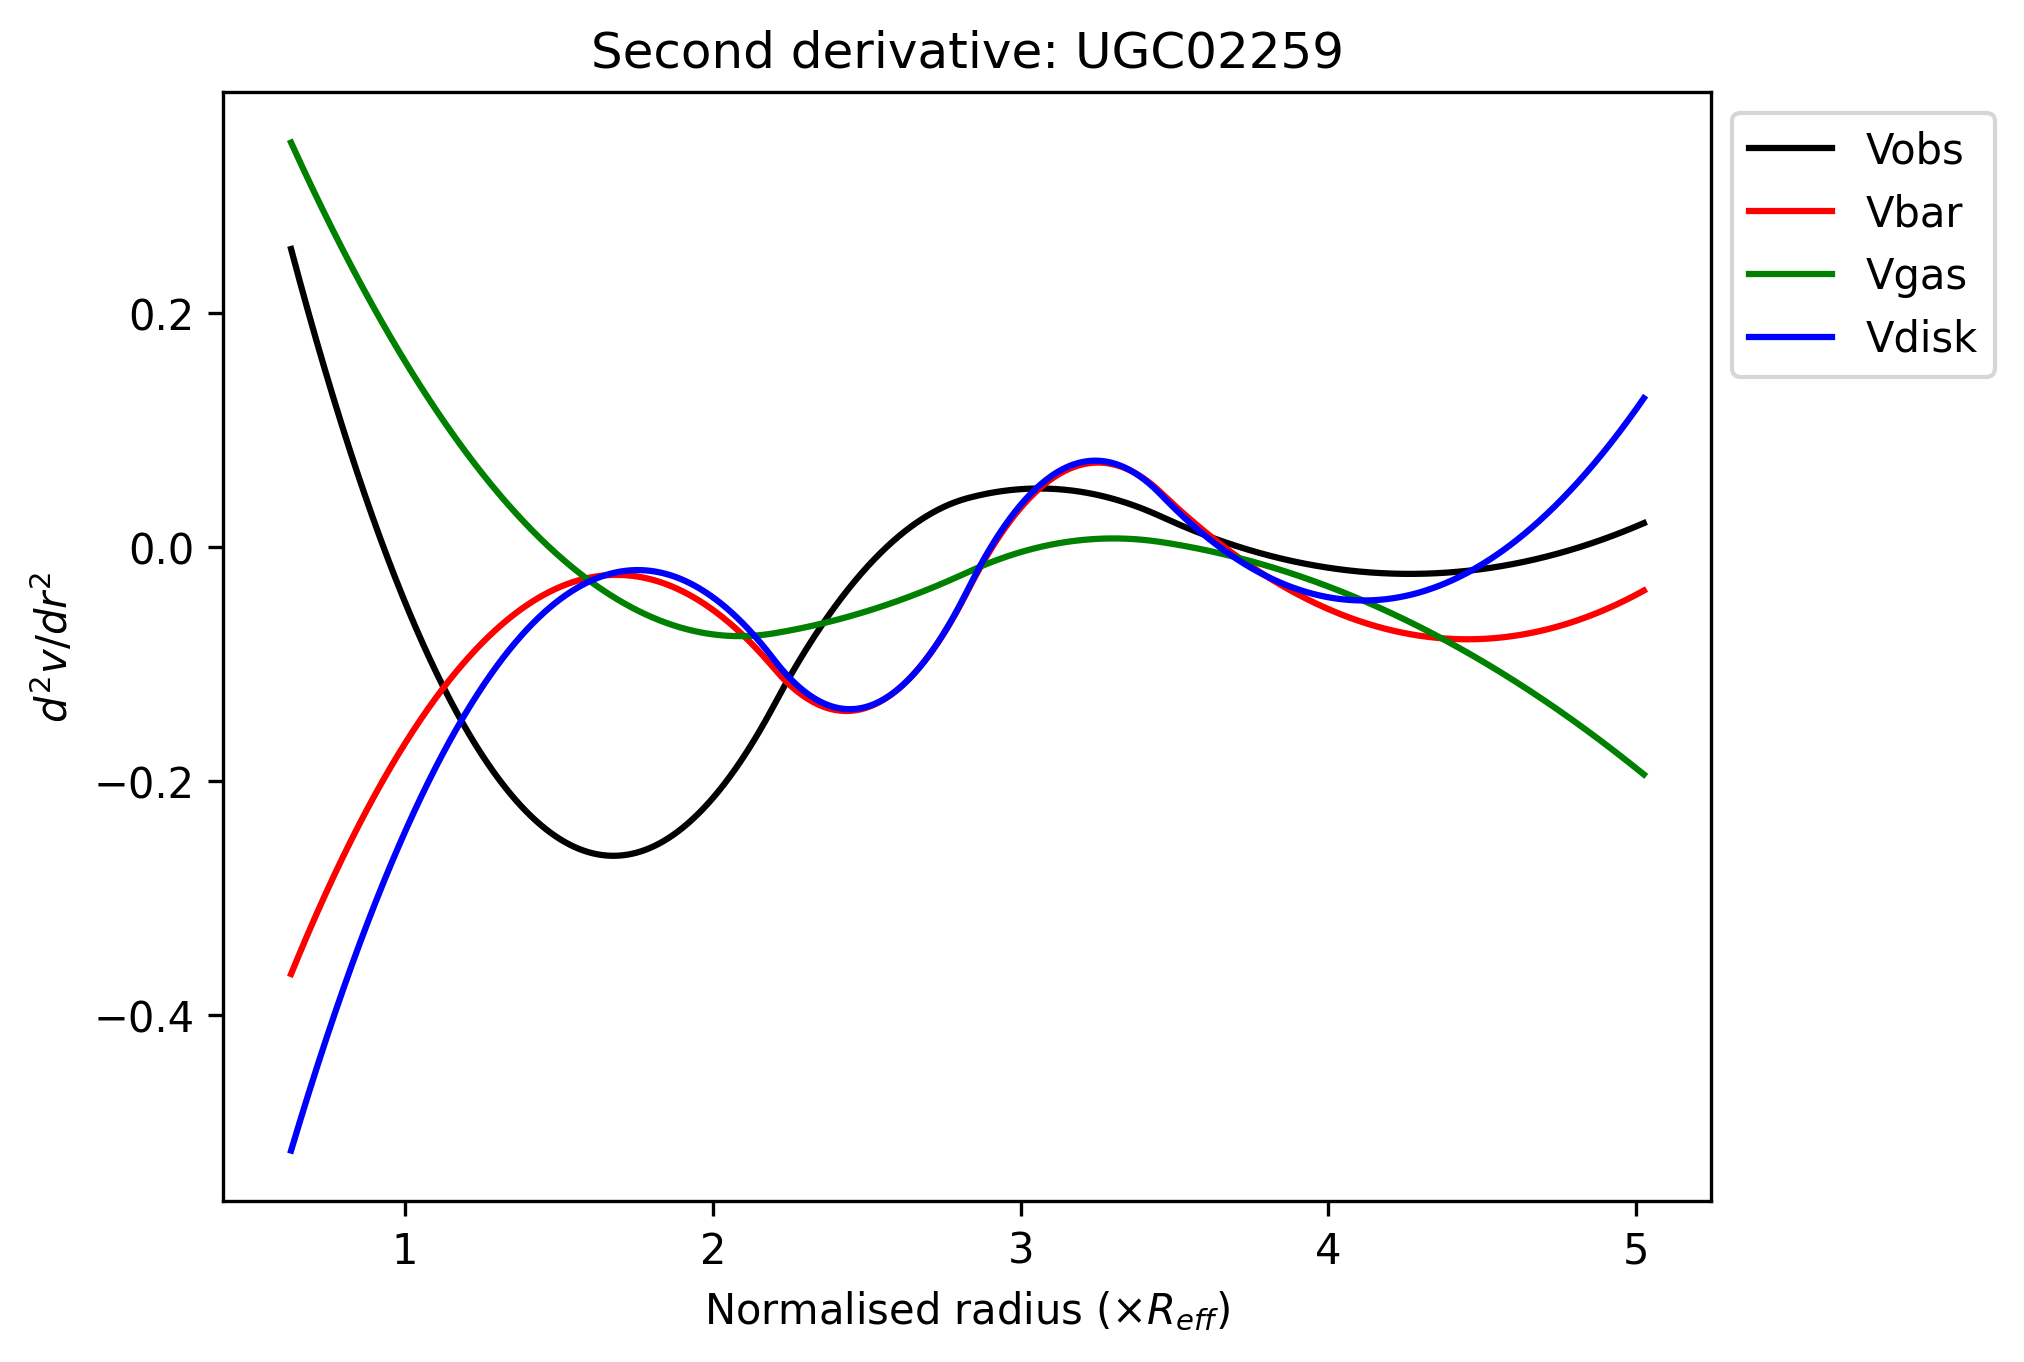 Second derivative: UGC02259
Vobs
Vbar
Vgas
Vdisk
0.2
0.0
−0.2
−0.4
d²v/dr²
1 2 3 4 5
Normalised radius (×R_eff)